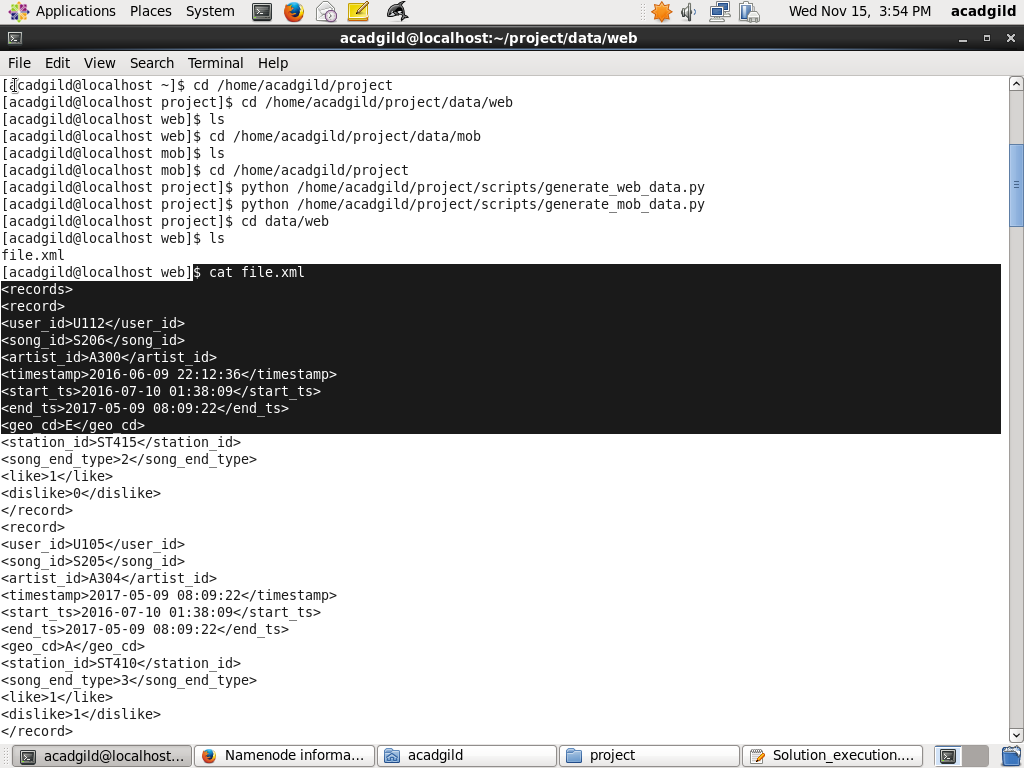 Applications Places System Wed Nov 15, 3:54 PM acadgild
acadgild@localhost:~/project/data/web
File Edit View Search Terminal Help
[acadgild@localhost ~]$ cd /home/acadgild/project
[acadgild@localhost project]$ cd /home/acadgild/project/data/web
[acadgild@localhost web]$ ls
[acadgild@localhost web]$ cd /home/acadgild/project/data/mob
[acadgild@localhost mob]$ ls
[acadgild@localhost mob]$ cd /home/acadgild/project
[acadgild@localhost project]$ python /home/acadgild/project/scripts/generate_web_data.py
[acadgild@localhost project]$ python /home/acadgild/project/scripts/generate_mob_data.py
[acadgild@localhost project]$ cd data/web
[acadgild@localhost web]$ ls
file.xml
[acadgild@localhost web]$ cat file.xml
<records>
<record>
<user_id>U112</user_id>
<song_id>S206</song_id>
<artist_id>A300</artist_id>
<timestamp>2016-06-09 22:12:36</timestamp>
<start_ts>2016-07-10 01:38:09</start_ts>
<end_ts>2017-05-09 08:09:22</end_ts>
<geo_cd>E</geo_cd>
<station_id>ST415</station_id>
<song_end_type>2</song_end_type>
<like>1</like>
<dislike>0</dislike>
</record>
<record>
<user_id>U105</user_id>
<song_id>S205</song_id>
<artist_id>A304</artist_id>
<timestamp>2017-05-09 08:09:22</timestamp>
<start_ts>2016-07-10 01:38:09</start_ts>
<end_ts>2017-05-09 08:09:22</end_ts>
<geo_cd>A</geo_cd>
<station_id>ST410</station_id>
<song_end_type>3</song_end_type>
<like>1</like>
<dislike>1</dislike>
</record>
acadgild@localhost... Namenode informa... acadgild project Solution_execution....